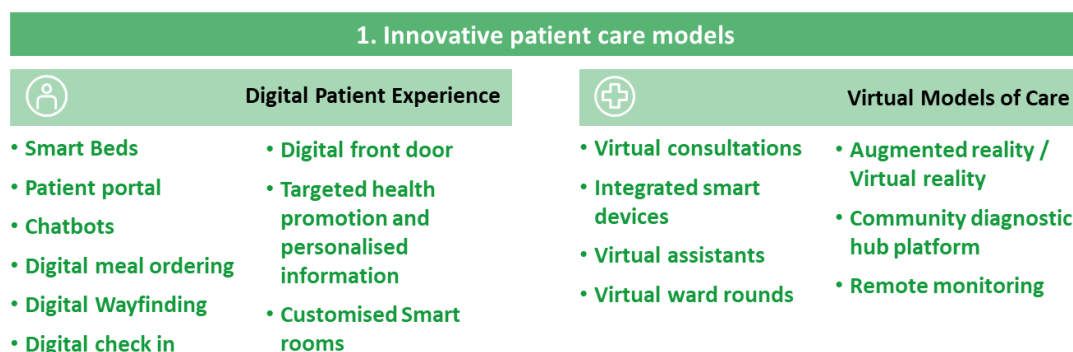 1. Innovative patient care models
Digital Patient Experience
• Smart Beds
• Patient portal
• Chatbots
• Digital meal ordering
• Digital Wayfinding
• Digital check in
• Digital front door
• Targeted health
promotion and
personalised
information
• Customised Smart
rooms
Virtual Models of Care
• Virtual consultations
• Integrated smart
devices
• Virtual assistants
• Virtual ward rounds
• Augmented reality /
Virtual reality
• Community diagnostic
hub platform
• Remote monitoring